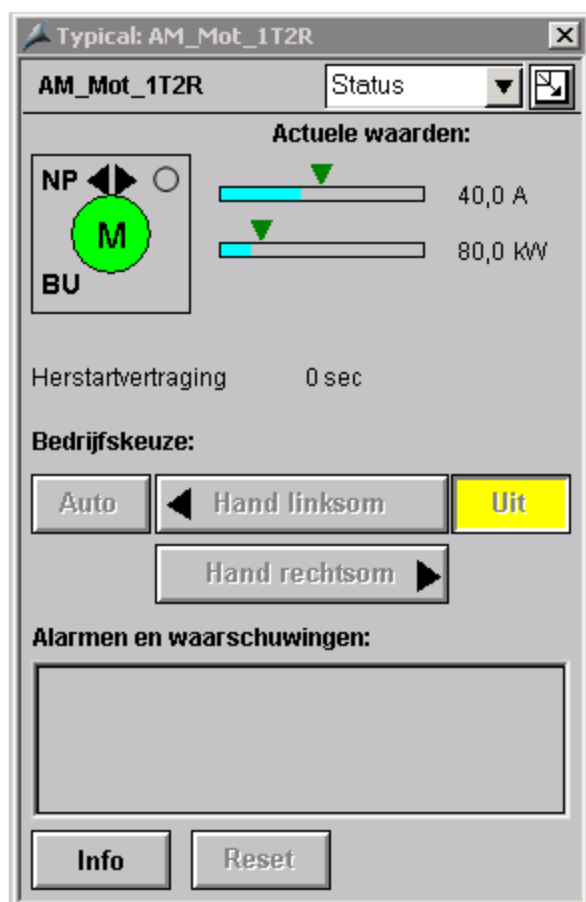 Typical: AM_Mot_1T2R
AM_Mot_1T2R Status
Actuele waarden:
NP
M
BU
40,0 A
80,0 kW
Herstartvertraging 0 sec
Bedrijfskeuze:
Auto Hand linksom Uit
Hand rechtsom
Alarmen en waarschuwingen:
Info Reset